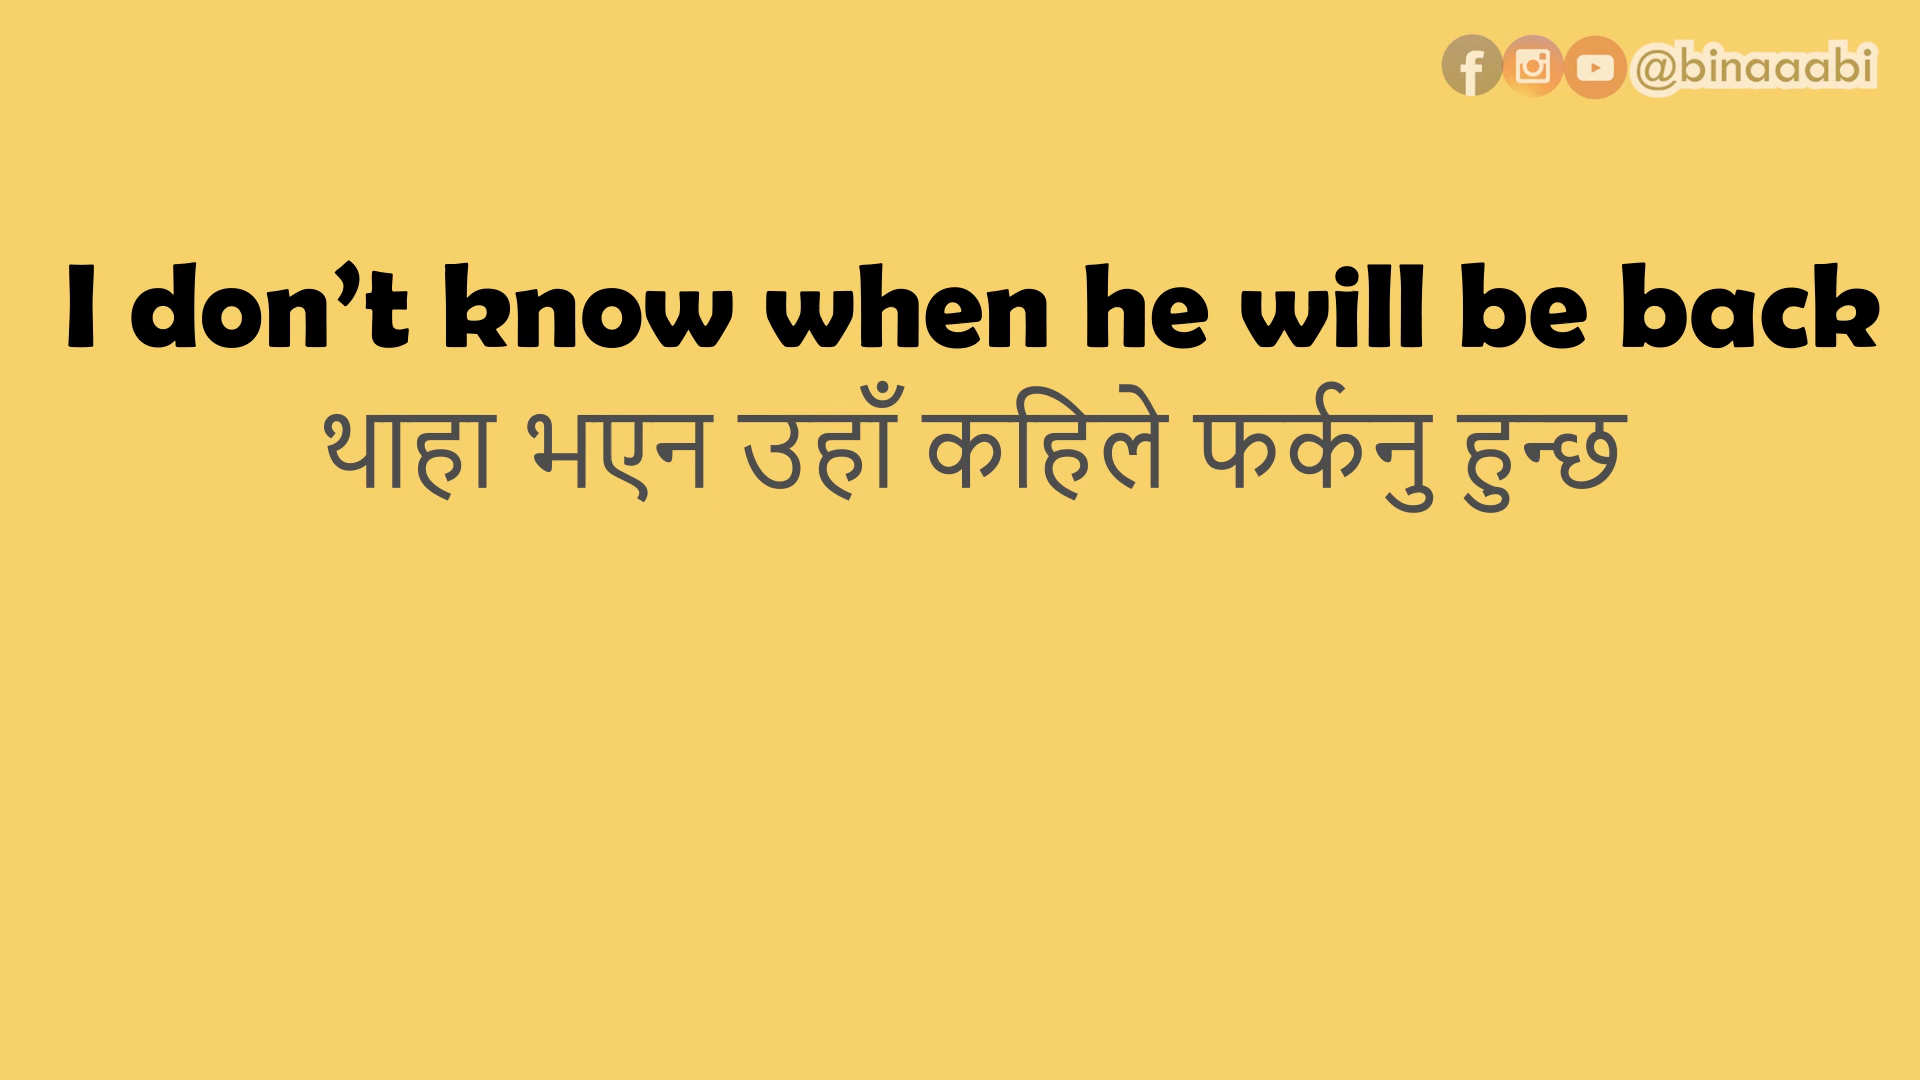 @binaaabi
I don’t know when he will be back
थाहा भएन उहाँ कहिले फर्कनु हुन्छ